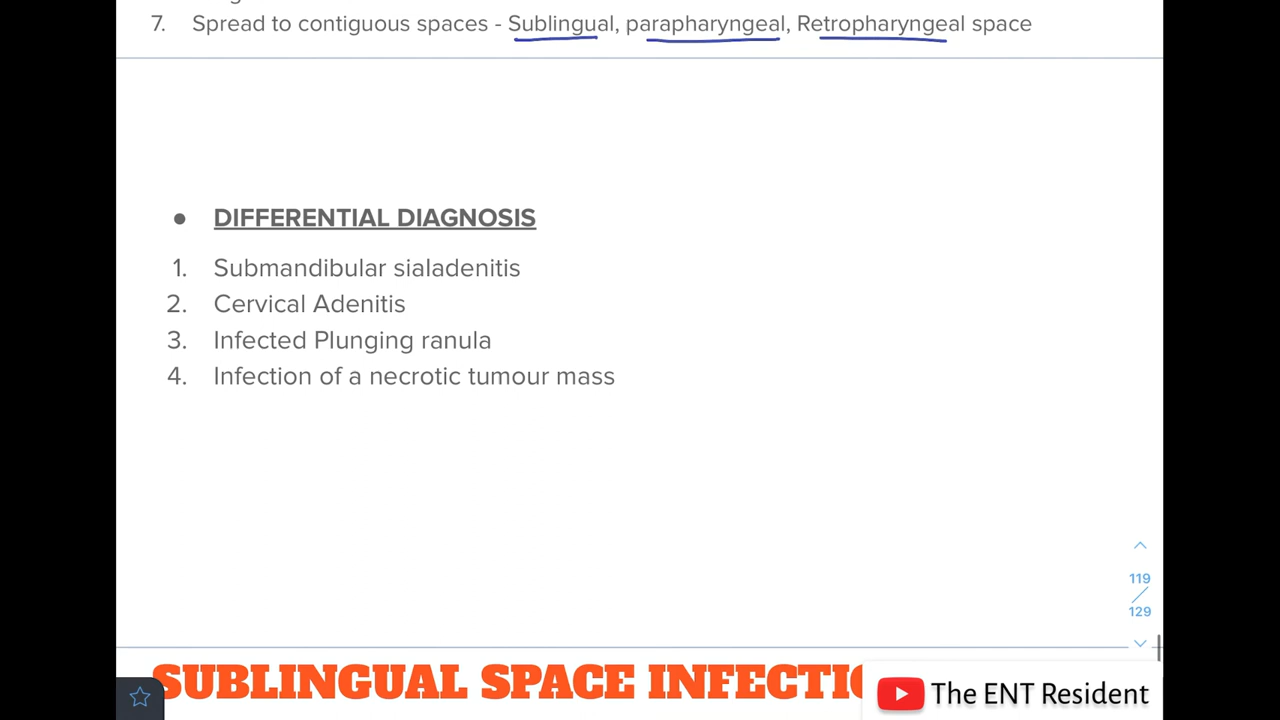 7. Spread to contiguous spaces - Sublingual, parapharyngeal, Retropharyngeal space
● DIFFERENTIAL DIAGNOSIS
1. Submandibular sialadenitis
2. Cervical Adenitis
3. Infected Plunging ranula
4. Infection of a necrotic tumour mass
119
129
SUBLINGUAL SPACE INFECTIO
The ENT Resident